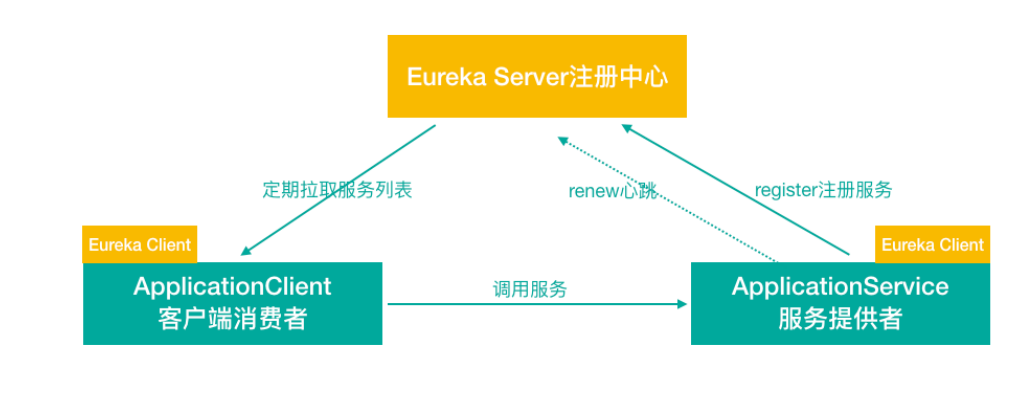 Eureka Server注册中心
定期拉取服务列表
renew心跳
register注册服务
Eureka Client
Eureka Client
ApplicationClient
客户端消费者
调用服务
ApplicationService
服务提供者